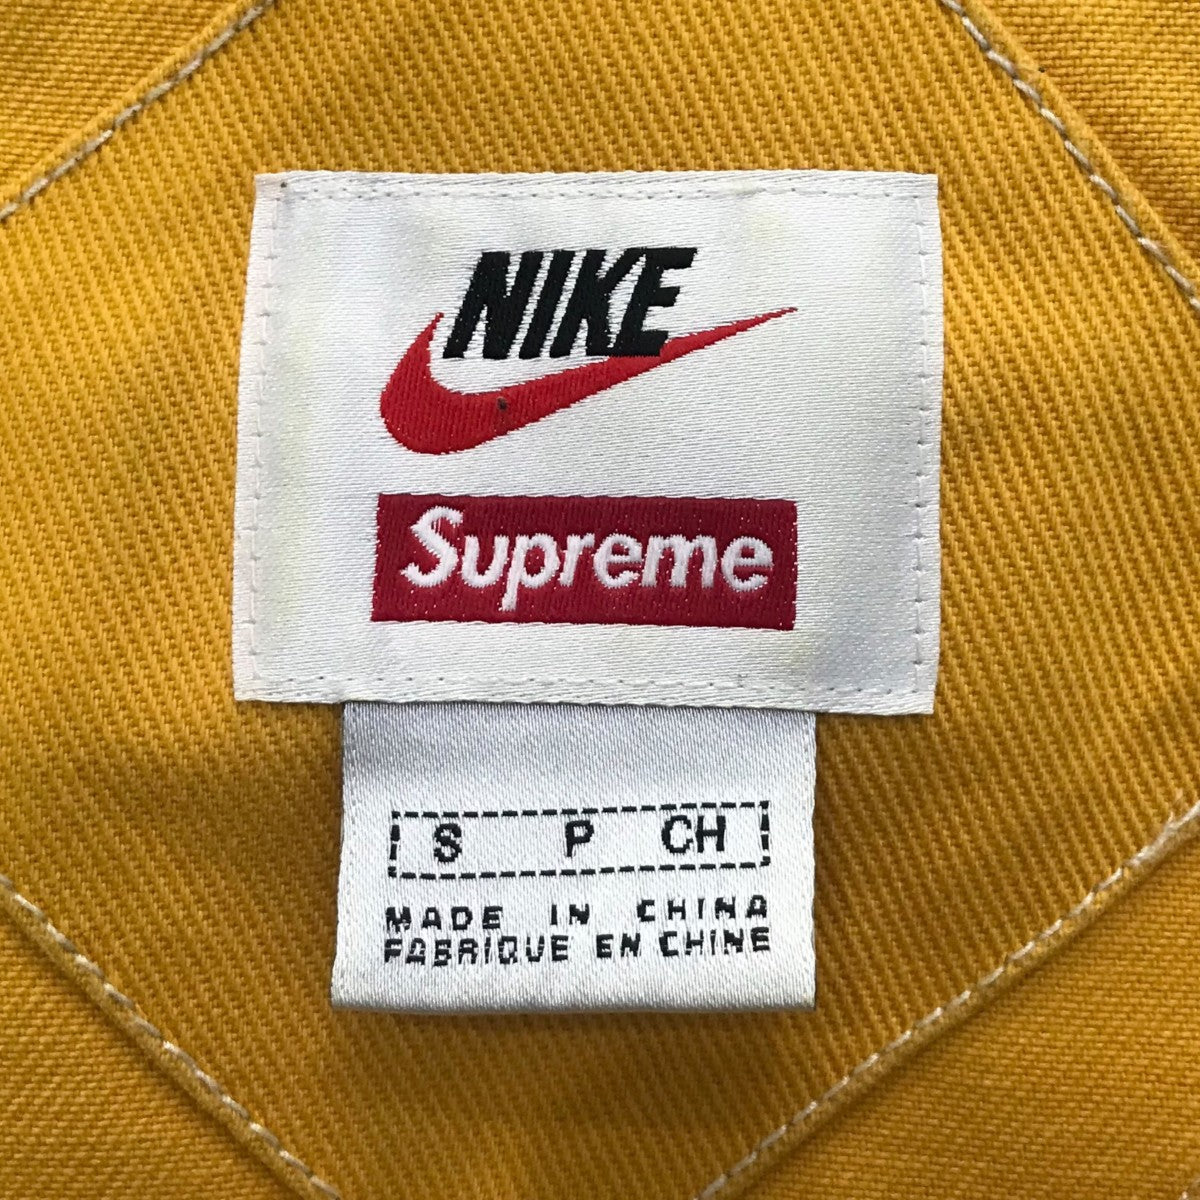 NIKE
Supreme
S P CH
MADE IN CHINA
FABRIQUE EN CHINE